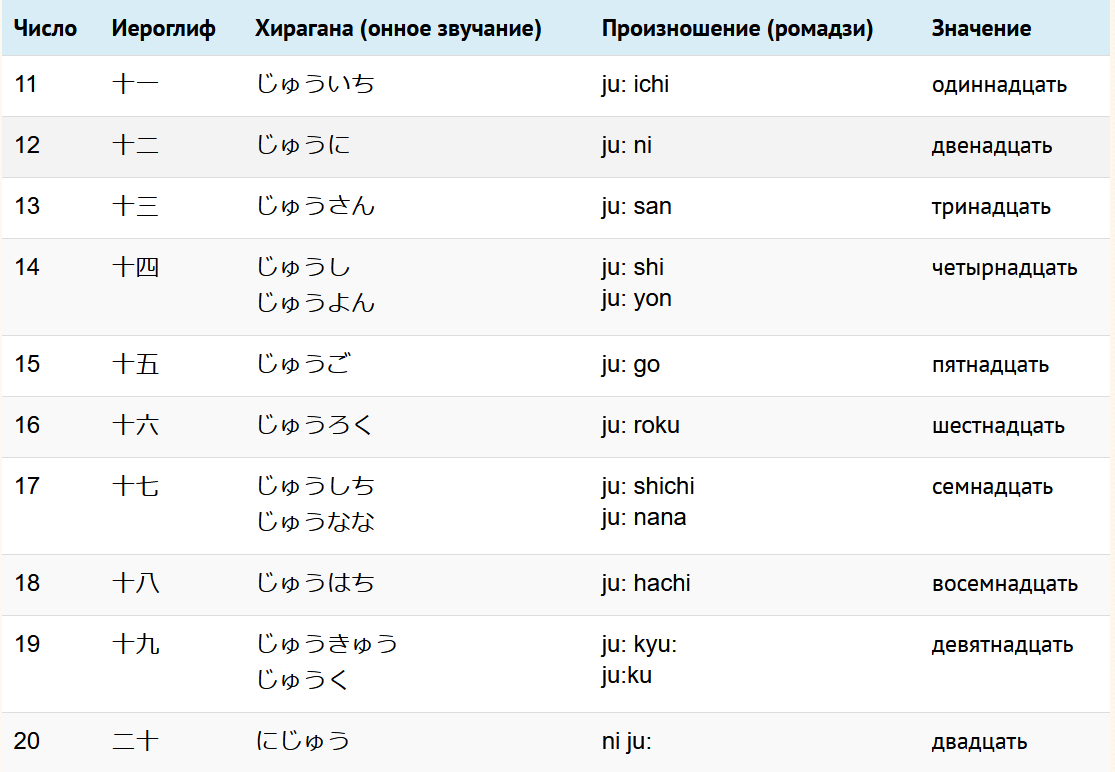 Число Иероглиф Хирагана (онное звучание) Произношение (ромадзи) Значение
11 十一 じゅういち ju: ichi одиннадцать
12 十二 じゅうに ju: ni двенадцать
13 十三 じゅうさん ju: san тринадцать
14 十四 じゅうし ju: shi четырнадцать
じゅうよん ju: yon
15 十五 じゅうご ju: go пятнадцать
16 十六 じゅうろく ju: roku шестнадцать
17 十七 じゅうしち ju: shichi семнадцать
じゅうなな ju: nana
18 十八 じゅうはち ju: hachi восемнадцать
19 十九 じゅうきゅう ju: kyu: девятнадцать
じゅうく ju:ku
20 二十 にじゅう ni ju: двадцать